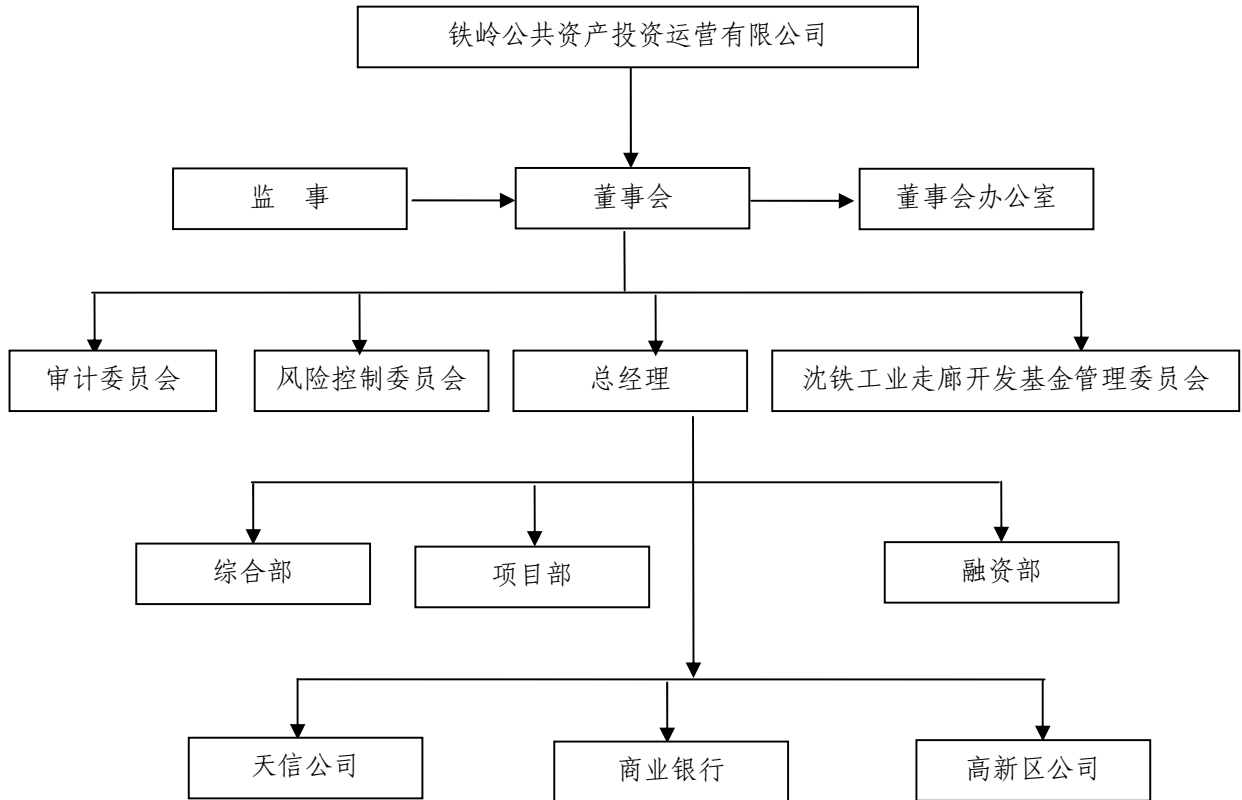 铁岭公共资产投资运营有限公司
监 事
董事会
董事会办公室
审计委员会
风险控制委员会
总经理
沈铁工业走廊开发基金管理委员会
综合部
项目部
融资部
天信公司
商业银行
高新区公司